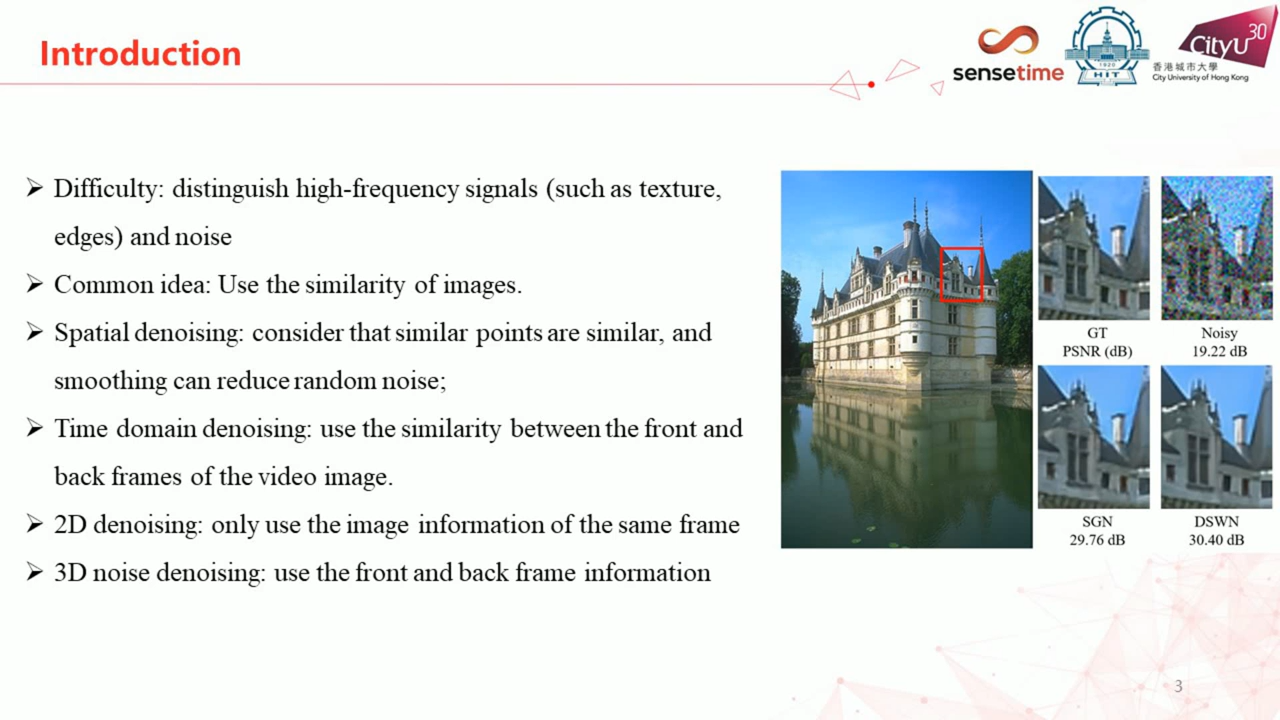 Introduction
sensetime
1920
HIT
CityU 30
香港城市大學
City University of Hong Kong
➢ Difficulty: distinguish high-frequency signals (such as texture,
edges) and noise
➢ Common idea: Use the similarity of images.
➢ Spatial denoising: consider that similar points are similar, and
smoothing can reduce random noise;
➢ Time domain denoising: use the similarity between the front and
back frames of the video image.
➢ 2D denoising: only use the image information of the same frame
➢ 3D noise denoising: use the front and back frame information
GT
PSNR (dB)
Noisy
19.22 dB
SGN
29.76 dB
DSWN
30.40 dB
3